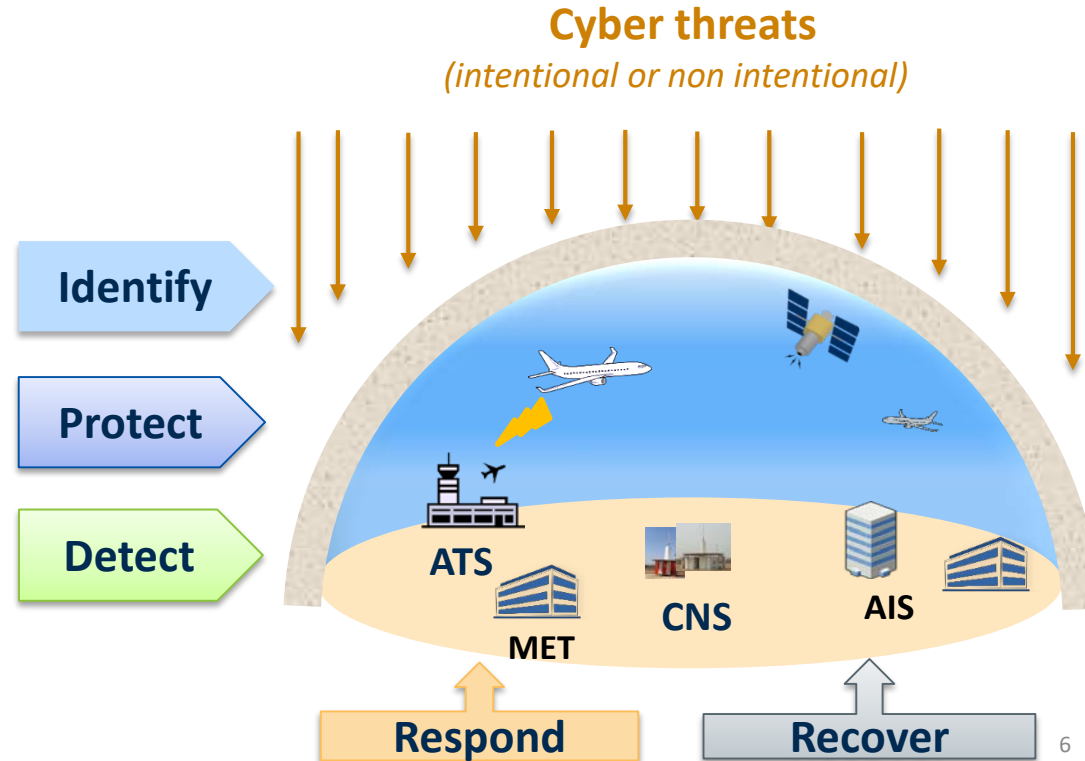 Cyber threats
(intentional or non intentional)
Identify
Protect
Detect
ATS
MET
CNS
AIS
Respond
Recover
6